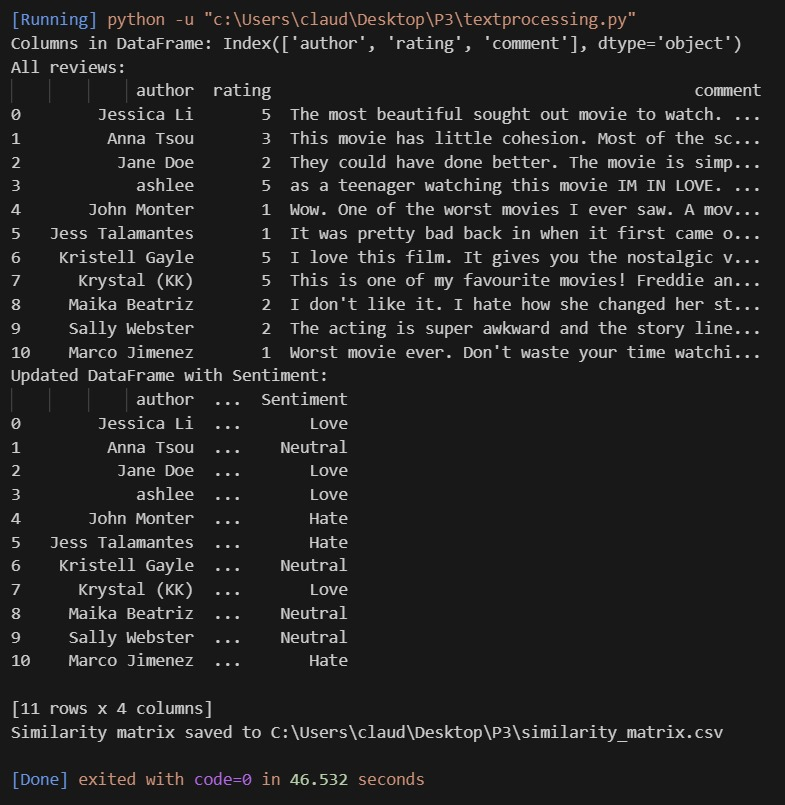 [Running] python -u "c:\Users\claud\Desktop\P3\textprocessing.py"
Columns in DataFrame: Index(['author', 'rating', 'comment'], dtype='object')
All reviews:
author rating comment
0 Jessica Li 5 The most beautiful sought out movie to watch. ...
1 Anna Tsou 3 This movie has little cohesion. Most of the sc...
2 Jane Doe 2 They could have done better. The movie is simp...
3 ashlee 5 as a teenager watching this movie IM IN LOVE. ...
4 John Monter 1 Wow. One of the worst movies I ever saw. A mov...
5 Jess Talamantes 1 It was pretty bad back in when it first came o...
6 Kristell Gayle 5 I love this film. It gives you the nostalgic v...
7 Krystal (KK) 5 This is one of my favourite movies! Freddie an...
8 Maika Beatriz 2 I don't like it. I hate how she changed her st...
9 Sally Webster 2 The acting is super awkward and the story line...
10 Marco Jimenez 1 Worst movie ever. Don't waste your time watchi...
Updated DataFrame with Sentiment:
author ... Sentiment
0 Jessica Li ... Love
1 Anna Tsou ... Neutral
2 Jane Doe ... Love
3 ashlee ... Love
4 John Monter ... Hate
5 Jess Talamantes ... Hate
6 Kristell Gayle ... Neutral
7 Krystal (KK) ... Love
8 Maika Beatriz ... Neutral
9 Sally Webster ... Neutral
10 Marco Jimenez ... Hate
[11 rows x 4 columns]
Similarity matrix saved to C:\Users\claud\Desktop\P3\similarity_matrix.csv
[Done] exited with code=0 in 46.532 seconds